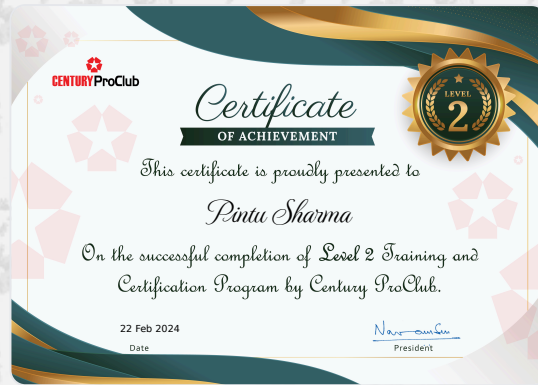 CENTURY ProClub
LEVEL
2
Certificate
OF ACHIEVEMENT
This certificate is proudly presented to
Pintu Sharma
On the successful completion of Level 2 Training and
Certification Program by Century ProClub.
22 Feb 2024
Date
President